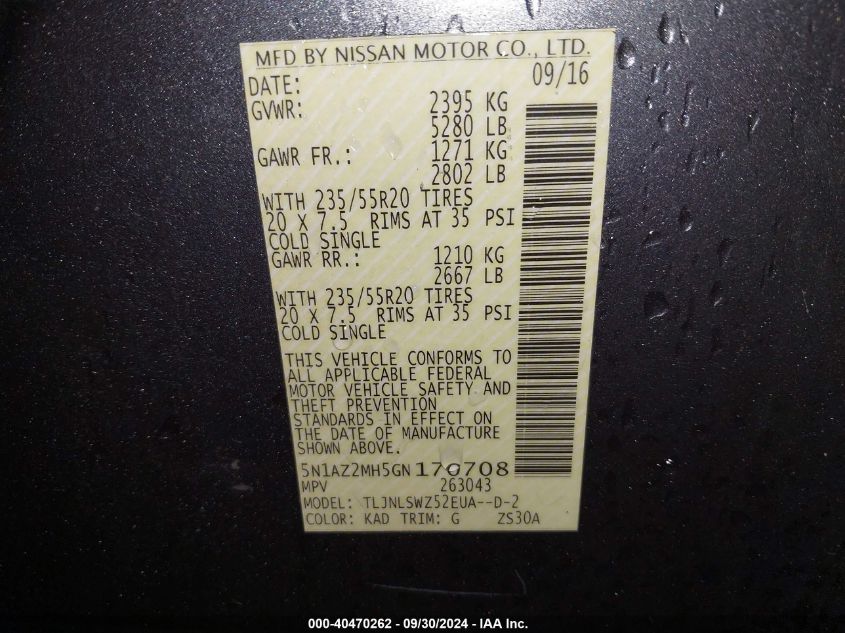 MFD BY NISSAN MOTOR CO., LTD.
DATE: 09/16
GVWR: 2395 KG
5280 LB
GAWR FR.: 1271 KG
2802 LB
WITH 235/55R20 TIRES
20 X 7.5 RIMS AT 35 PSI
COLD SINGLE
GAWR RR.: 1210 KG
2667 LB
WITH 235/55R20 TIRES
20 X 7.5 RIMS AT 35 PSI
COLD SINGLE
THIS VEHICLE CONFORMS TO
ALL APPLICABLE FEDERAL
MOTOR VEHICLE SAFETY AND
THEFT PREVENTION
STANDARDS IN EFFECT ON
THE DATE OF MANUFACTURE
SHOWN ABOVE.
5N1AZ2MH5GN170708
MPV 263043
MODEL: TLJNLSWZ52EUA--D-2
COLOR: KAD TRIM: G ZS30A
000-40470262 - 09/30/2024 - IAA Inc.